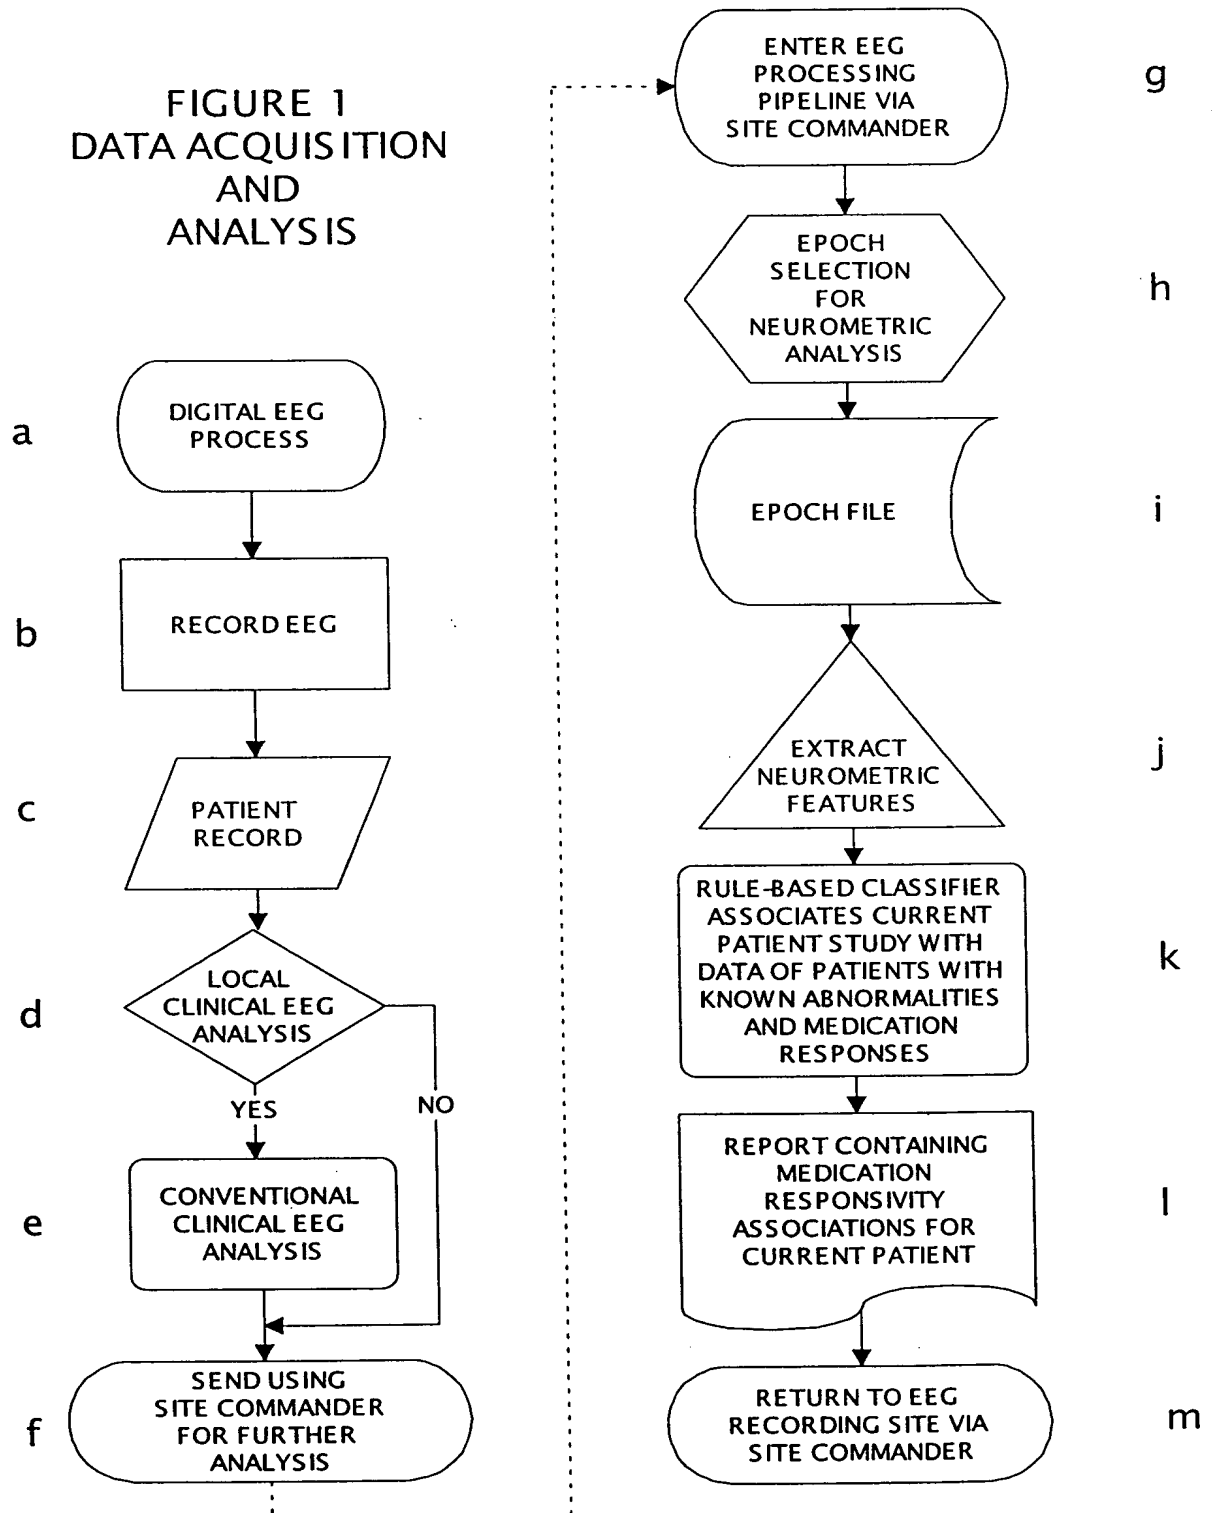 FIGURE 1
DATA ACQUISITION
AND
ANALYSIS
a
DIGITAL EEG
PROCESS
b
RECORD EEG
c
PATIENT
RECORD
d
LOCAL
CLINICAL EEG
ANALYSIS
YES
NO
e
CONVENTIONAL
CLINICAL EEG
ANALYSIS
f
SEND USING
SITE COMMANDER
FOR FURTHER
ANALYSIS
ENTER EEG
PROCESSING
PIPELINE VIA
SITE COMMANDER
g
EPOCH
SELECTION
FOR
NEUROMETRIC
ANALYSIS
h
EPOCH FILE
i
EXTRACT
NEUROMETRIC
FEATURES
j
RULE-BASED CLASSIFIER
ASSOCIATES CURRENT
PATIENT STUDY WITH
DATA OF PATIENTS WITH
KNOWN ABNORMALITIES
AND MEDICATION
RESPONSES
k
REPORT CONTAINING
MEDICATION
RESPONSIVITY
ASSOCIATIONS FOR
CURRENT PATIENT
l
RETURN TO EEG
RECORDING SITE VIA
SITE COMMANDER
m